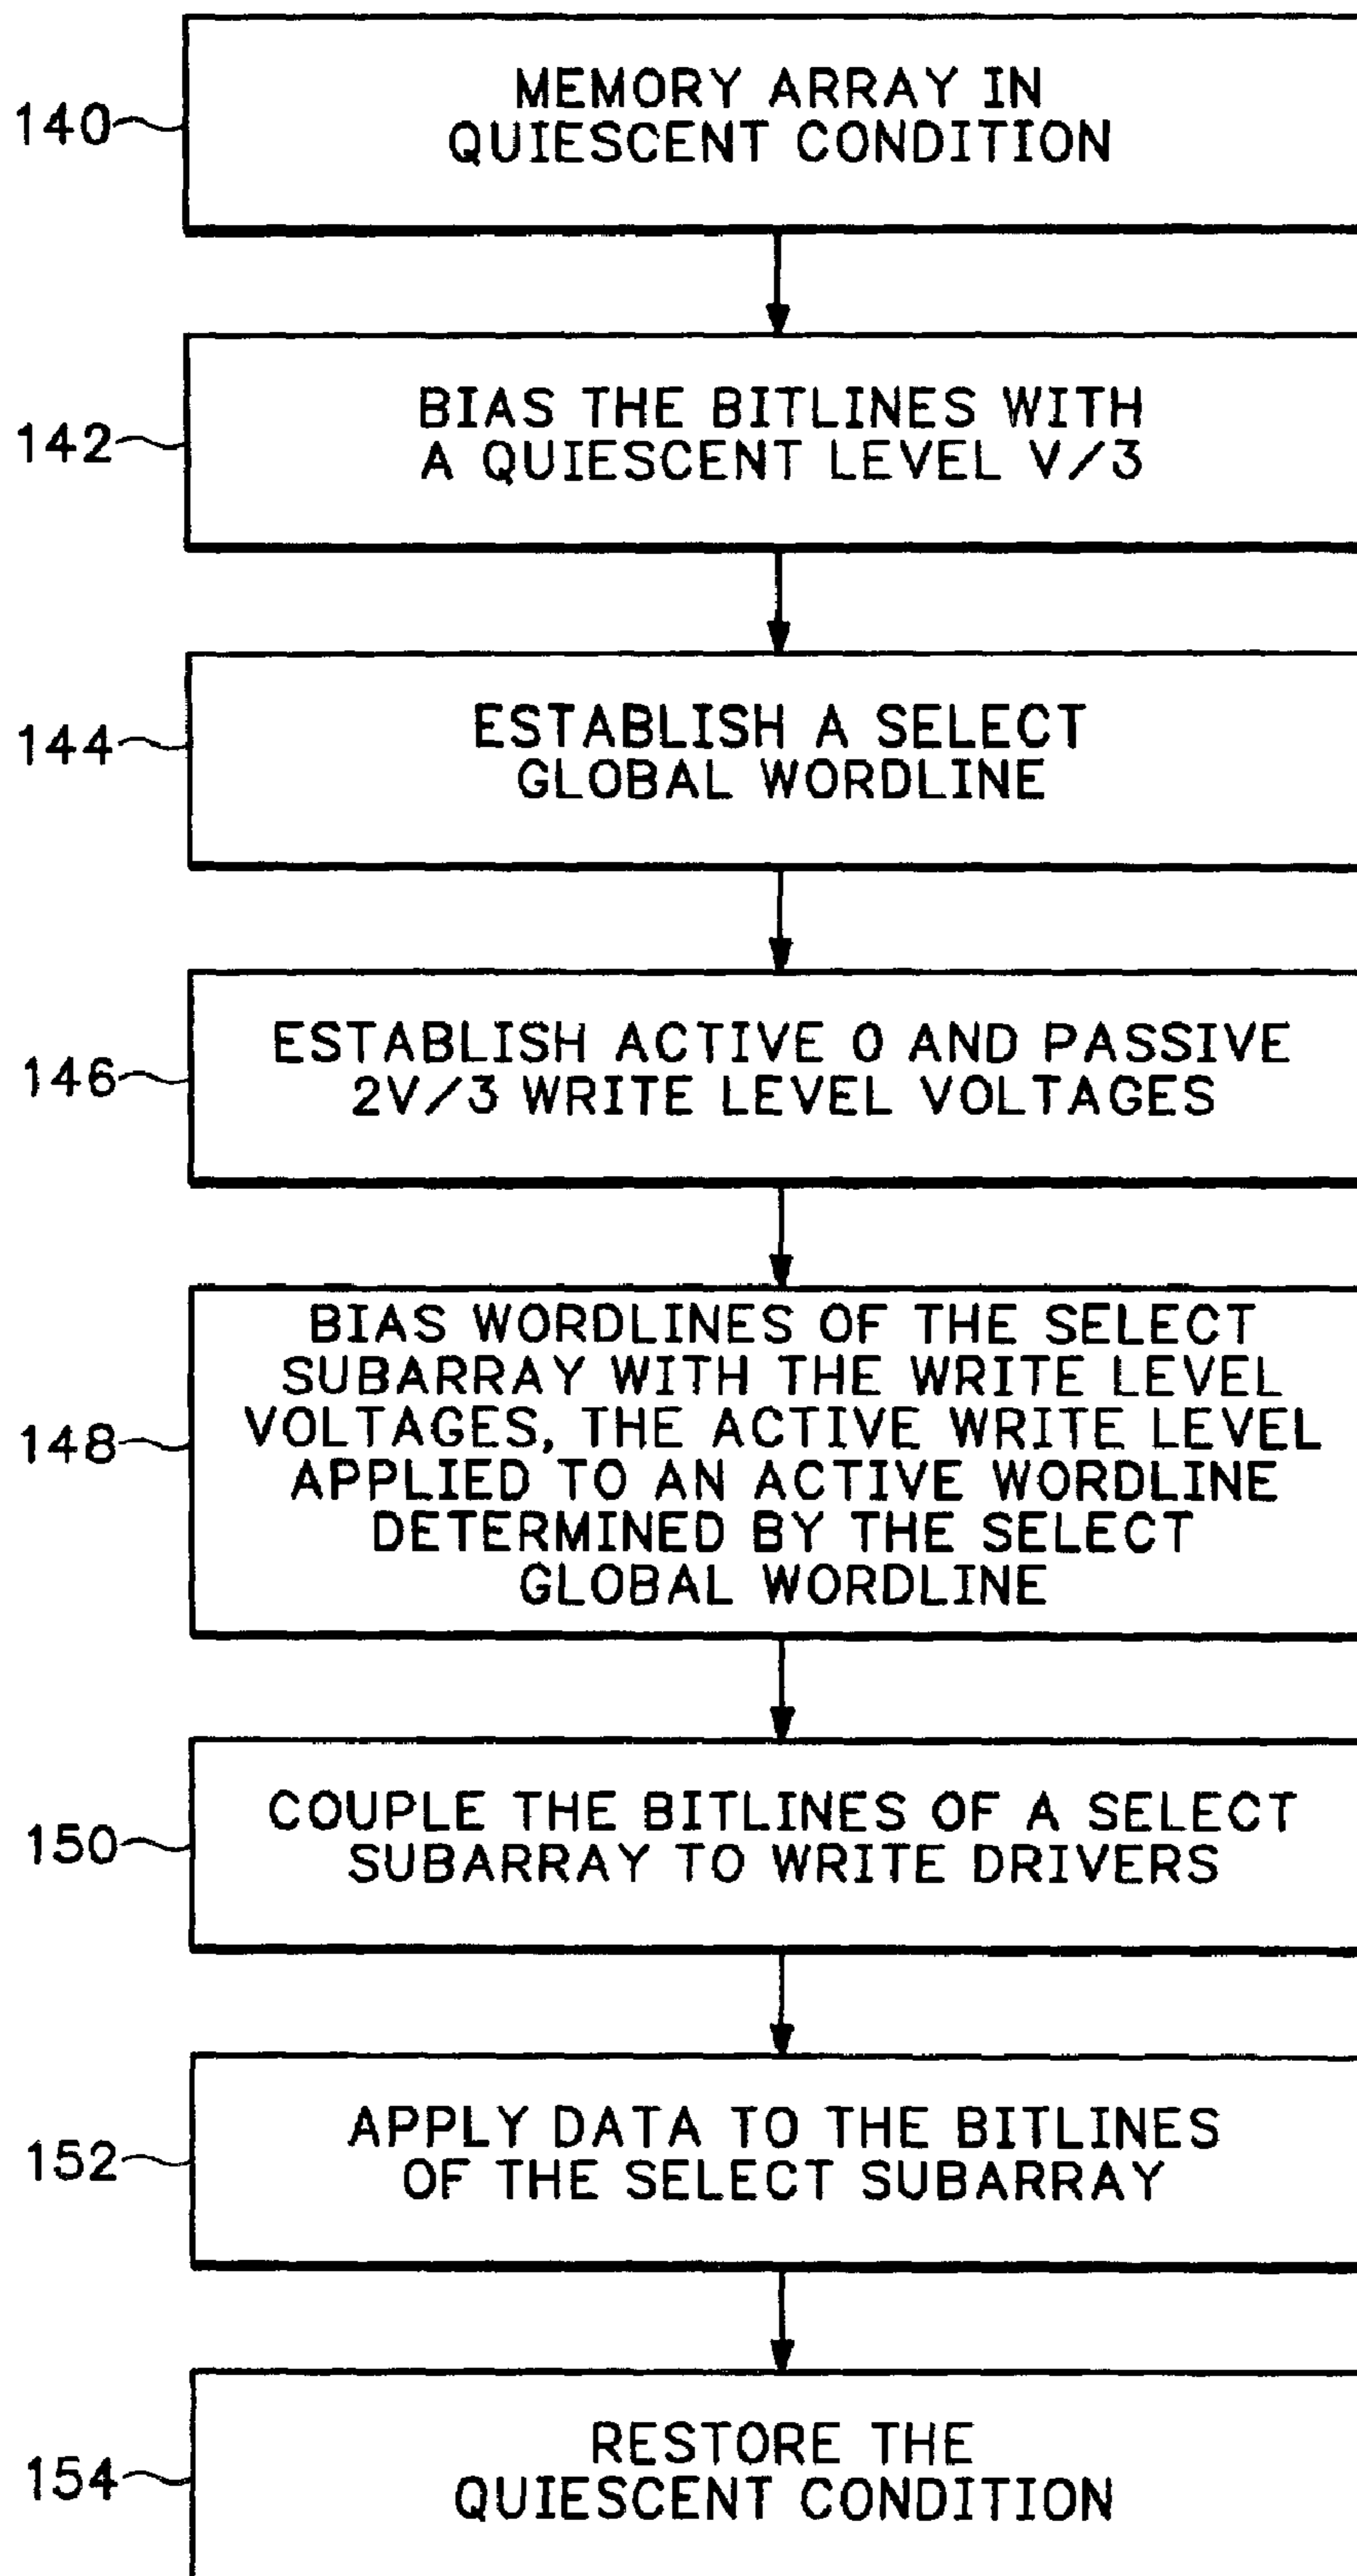 140
MEMORY ARRAY IN
QUIESCENT CONDITION
142
BIAS THE BITLINES WITH
A QUIESCENT LEVEL V/3
144
ESTABLISH A SELECT
GLOBAL WORDLINE
146
ESTABLISH ACTIVE 0 AND PASSIVE
2V/3 WRITE LEVEL VOLTAGES
148
BIAS WORDLINES OF THE SELECT
SUBARRAY WITH THE WRITE LEVEL
VOLTAGES, THE ACTIVE WRITE LEVEL
APPLIED TO AN ACTIVE WORDLINE
DETERMINED BY THE SELECT
GLOBAL WORDLINE
150
COUPLE THE BITLINES OF A SELECT
SUBARRAY TO WRITE DRIVERS
152
APPLY DATA TO THE BITLINES
OF THE SELECT SUBARRAY
154
RESTORE THE
QUIESCENT CONDITION